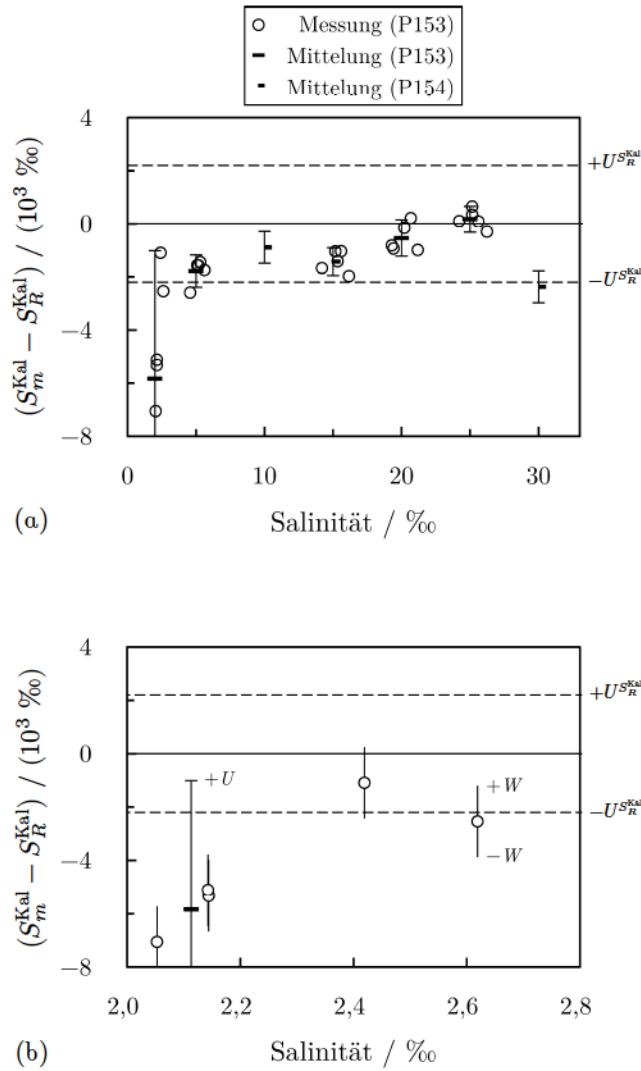 Messung (P153)
Mittelung (P153)
Mittelung (P154)
(S_m^Kal − S_R^Kal) / (10³ ‰)
4
0
−4
−8
+U^{S_R^Kal}
−U^{S_R^Kal}
0 10 20 30
(a)
Salinität / ‰
(S_m^Kal − S_R^Kal) / (10³ ‰)
4
0
−4
−8
+U^{S_R^Kal}
−U^{S_R^Kal}
+U
+W
−W
2,0 2,2 2,4 2,6 2,8
(b)
Salinität / ‰